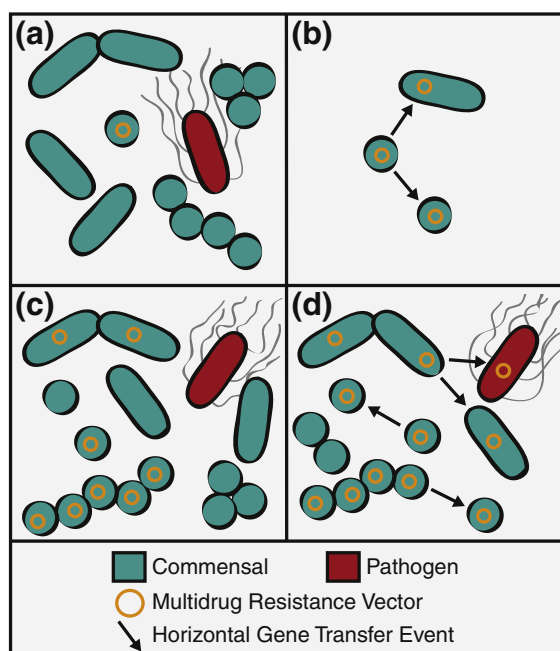 (a)
(b)
(c)
(d)
Commensal
Pathogen
Multidrug Resistance Vector
Horizontal Gene Transfer Event